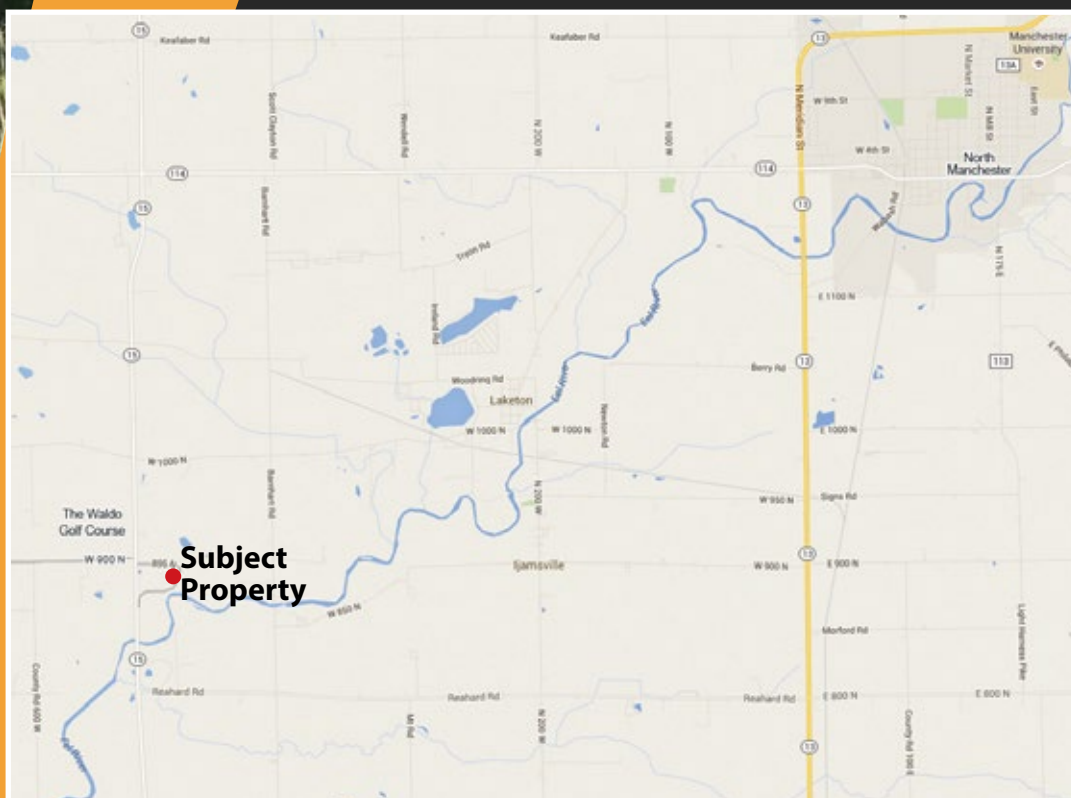 15
Keafaber Rd
Keafaber Rd
13
Manchester
University
13A
N Market St
East St
Scott Clayton Rd
Wendell Rd
N 200 W
N 100 W
N Meridian St
W 9th St
N Mill St
W 4th St
North
Manchester
114
114
15
13
Barnhart Rd
Wabash Rd
Tryon Rd
N 175 E
Ireland Rd
Eel River
E 1100 N
15
13
113
Berry Rd
Woodring Rd
Laketon
Eel River
Newton Rd
W 1000 N
W 1000 N
E 1000 N
W 1000 N
Barnhart Rd
N 200 W
W 950 N
Signs Rd
The Waldo
Golf Course
W 900 N
Subject
Property
Ijamsville
W 900 N
13
E 900 N
W 850 N
Morford Rd
Light Harness Pike
15
County Rd 600 W
Reahard Rd
Reahard Rd
Reahard Rd
E 800 N
E 800 N
Mt Rd
N 200 W
County Rd 100 E
Eel River
13